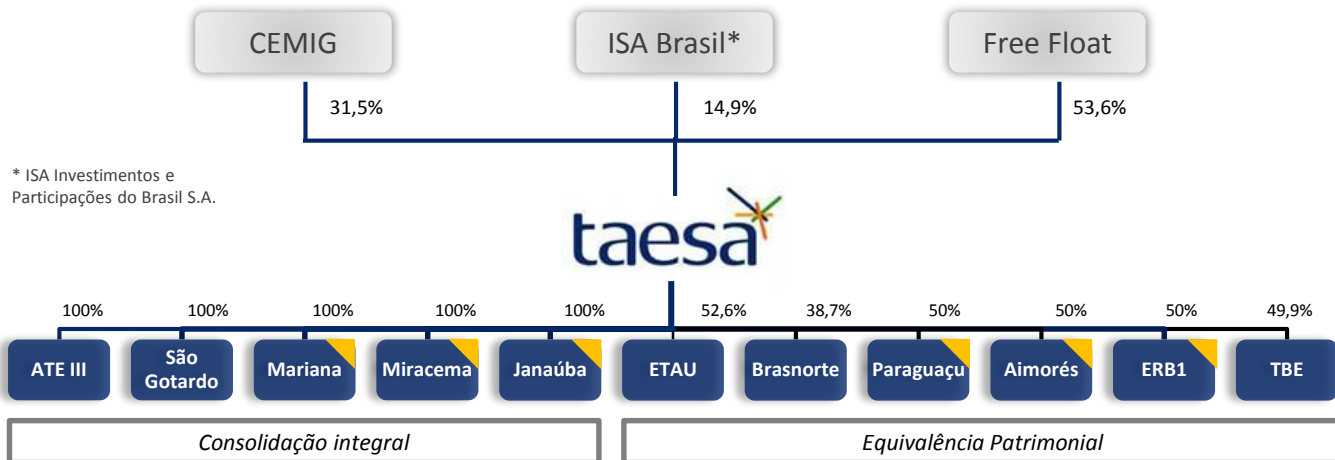 CEMIG
ISA Brasil*
Free Float
31,5%
14,9%
53,6%
* ISA Investimentos e
Participações do Brasil S.A.
taesa
100%
100%
100%
100%
100%
52,6%
38,7%
50%
50%
50%
49,9%
ATE III
São
Gotardo
Mariana
Miracema
Janaúba
ETAU
Brasnorte
Paraguaçu
Aimorés
ERB1
TBE
Consolidação integral
Equivalência Patrimonial